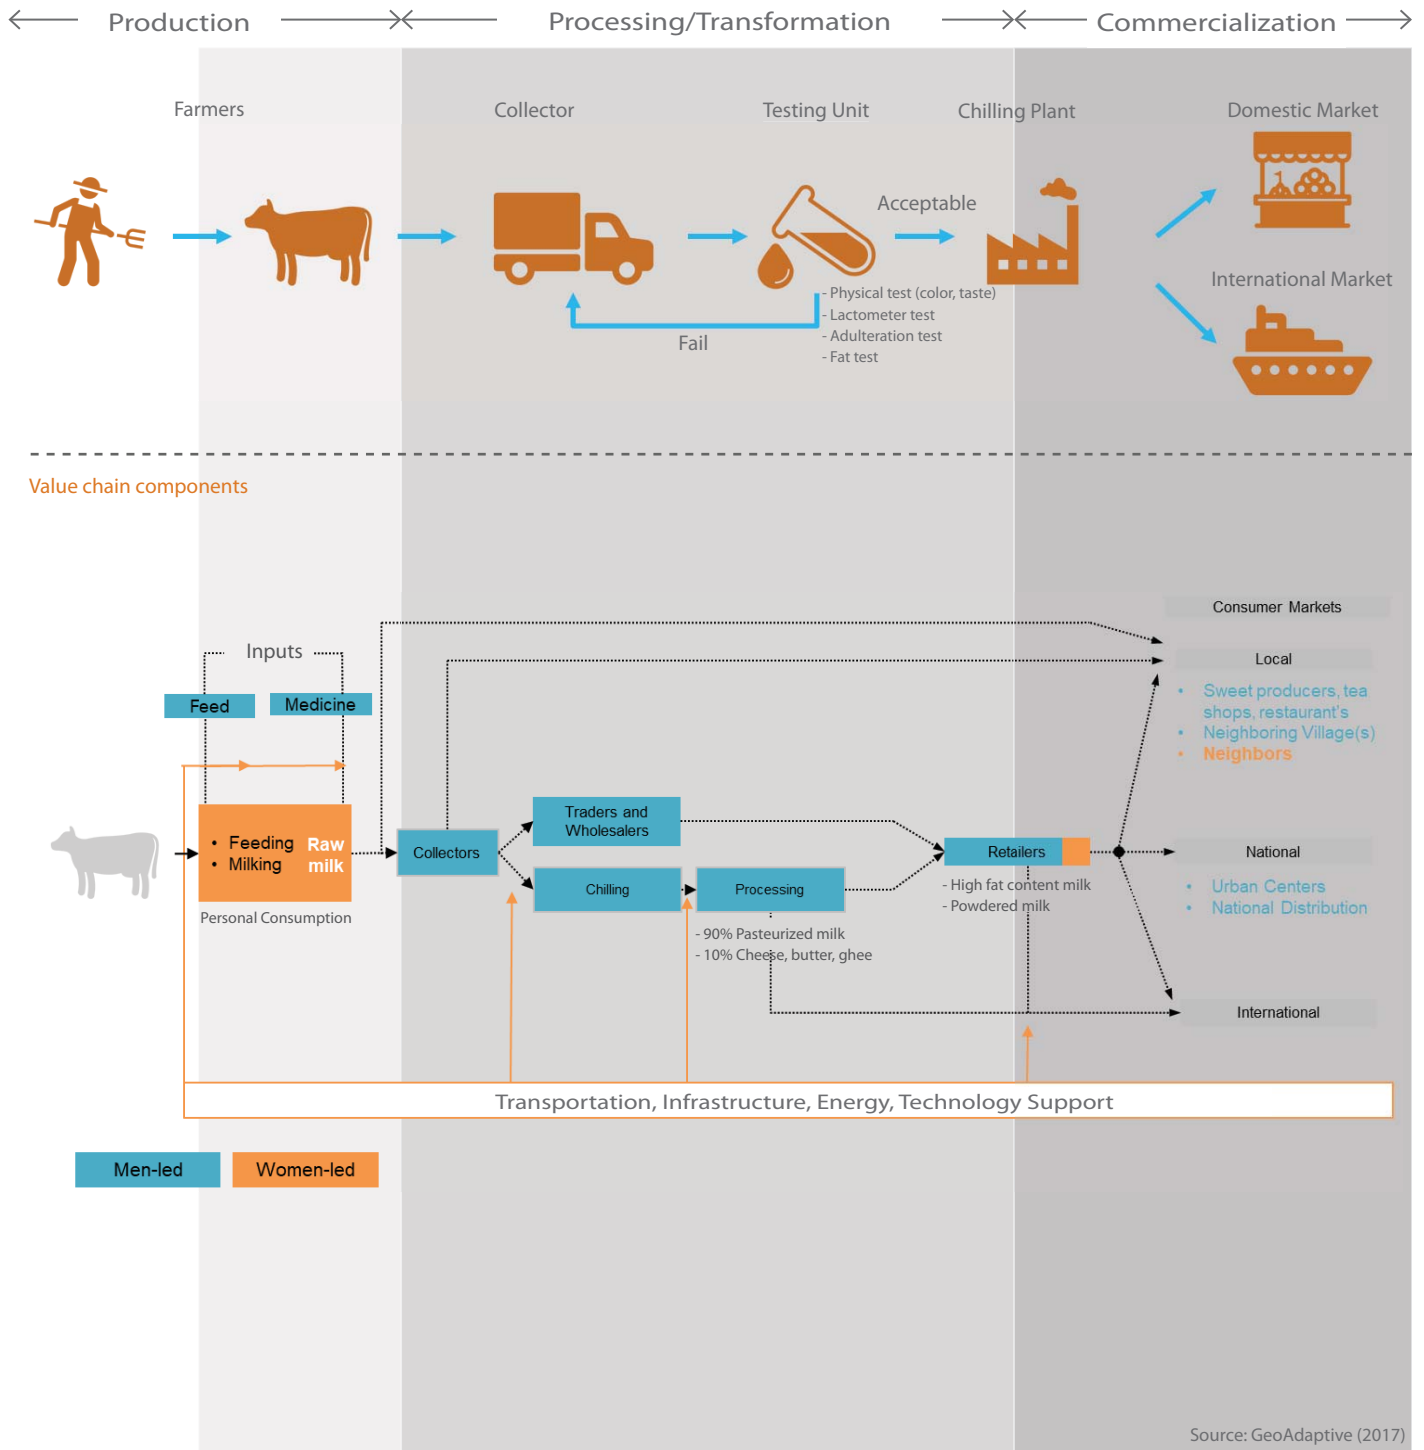 Production
Processing/Transformation
Commercialization
Farmers
Collector
Testing Unit
Chilling Plant
Domestic Market
Acceptable
International Market
- Physical test (color, taste)
- Lactometer test
- Adulteration test
- Fat test
Fail
Value chain components
Consumer Markets
Inputs
Local
Feed
Medicine
• Sweet producers, tea
shops, restaurant's
• Neighboring Village(s)
• Neighbors
• Feeding
• Milking
Raw
milk
Personal Consumption
Collectors
Traders and
Wholesalers
Chilling
Processing
- 90% Pasteurized milk
- 10% Cheese, butter, ghee
Retailers
- High fat content milk
- Powdered milk
National
• Urban Centers
• National Distribution
International
Transportation, Infrastructure, Energy, Technology Support
Men-led
Women-led
Source: GeoAdaptive (2017)